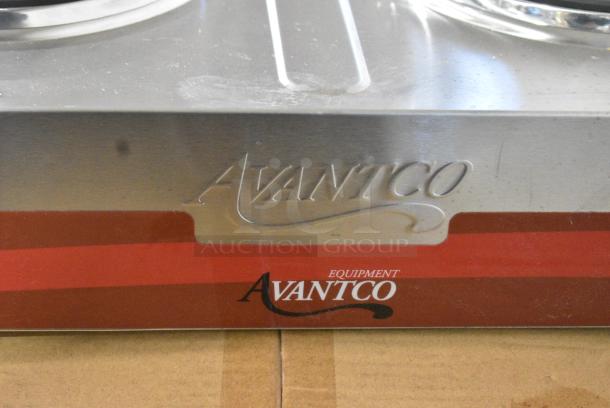 AVANTCO
AUCTION GROUP
EQUIPMENT
AVANTCO